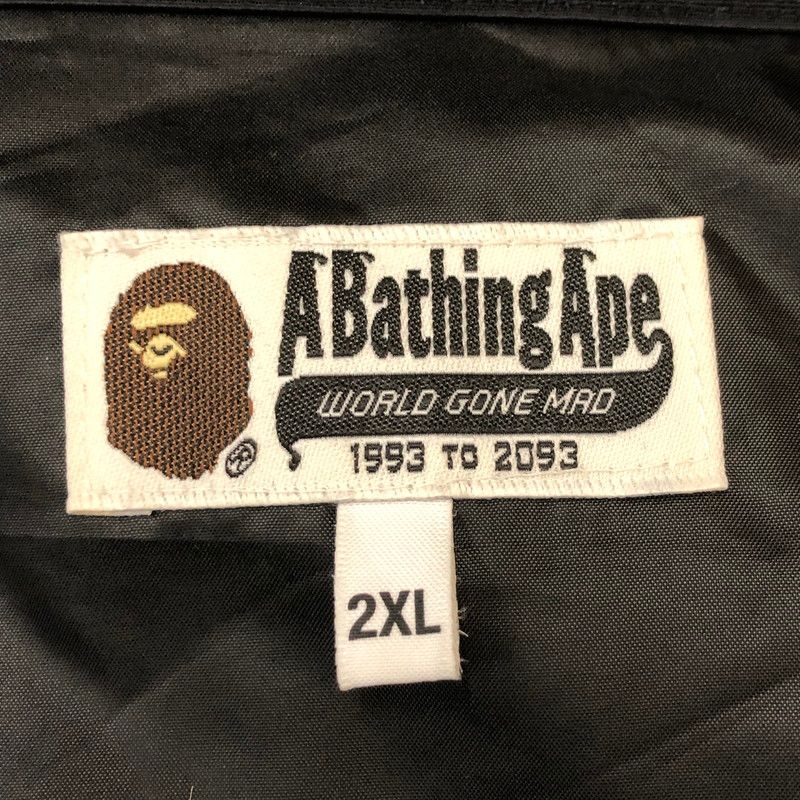 A Bathing Ape
WORLD GONE MAD
1993 TO 2093
®
2XL